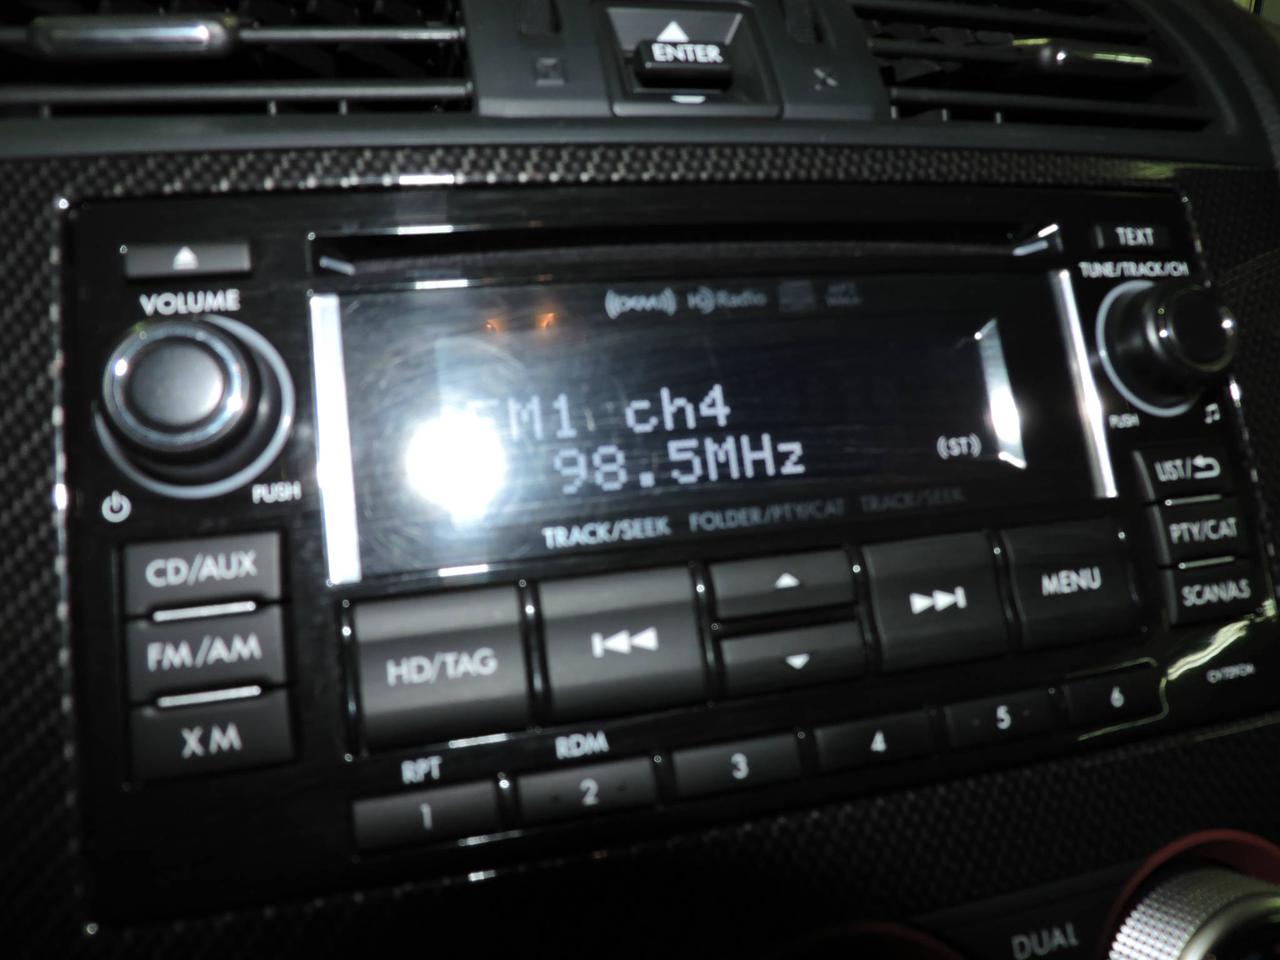 ENTER
TEXT
TUNE/TRACK/CH
VOLUME
XM HD Radio
FM1 ch4
98.5MHz
(ST)
PUSH
PUSH
LIST/
TRACK/SEEK FOLDER/PTY/CAT TRACK/SEEK
CD/AUX
PTY/CAT
MENU
SCAN/A.S
FM/AM
HD/TAG
XM
RPT
RDM
1
2
3
4
5
6
DUAL